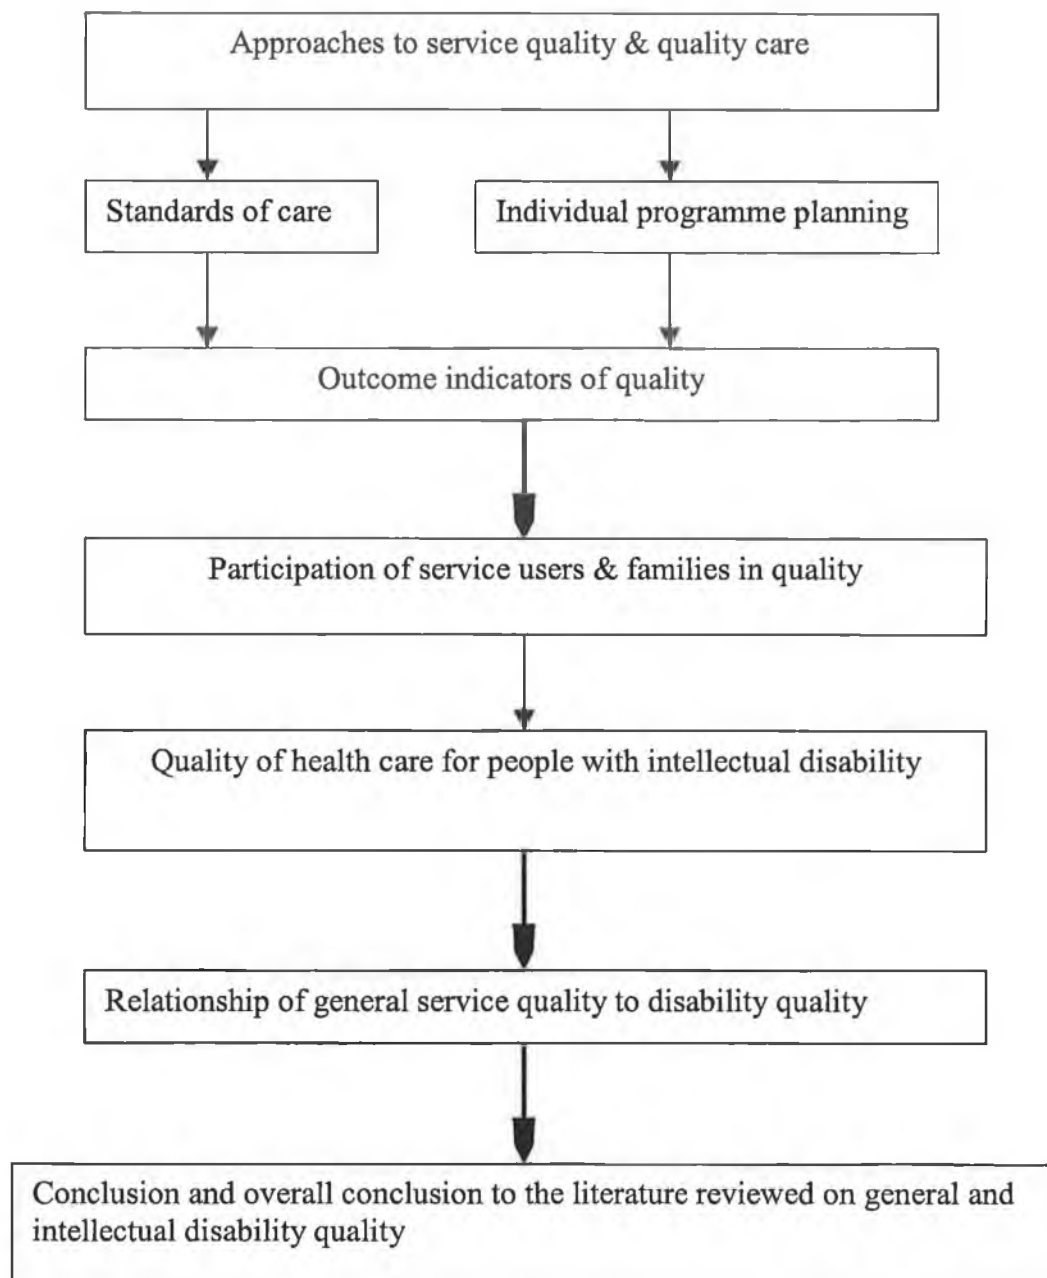 Approaches to service quality & quality care
Standards of care
Individual programme planning
Outcome indicators of quality
Participation of service users & families in quality
Quality of health care for people with intellectual disability
Relationship of general service quality to disability quality
Conclusion and overall conclusion to the literature reviewed on general and
intellectual disability quality